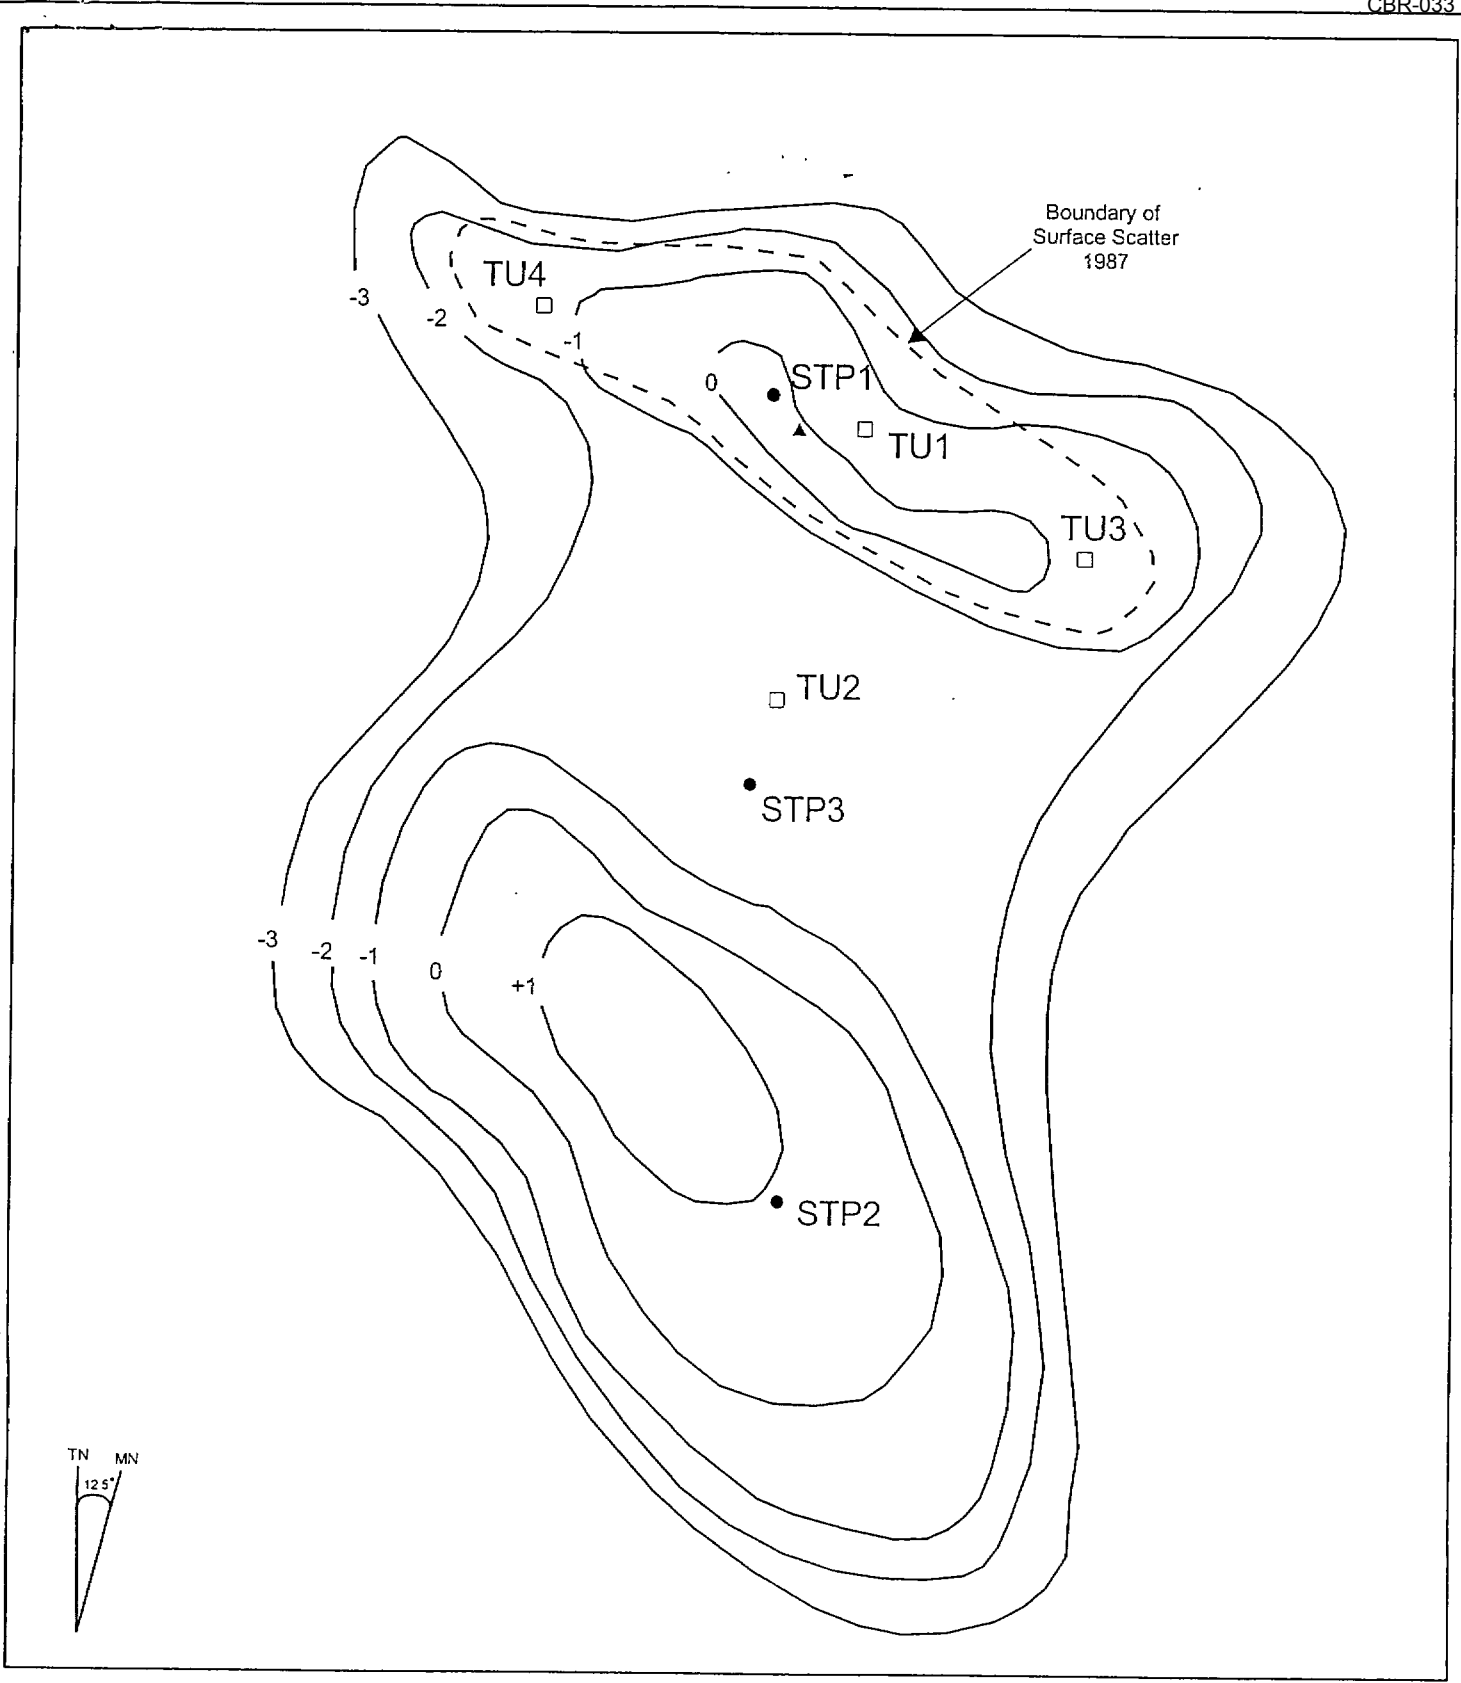 CBR-033
Boundary of
Surface Scatter
1987
TU4
-3
-2
-1
0
STP1
TU1
TU3
TU2
STP3
-3
-2
-1
0
+1
STP2
TN
MN
12 5°